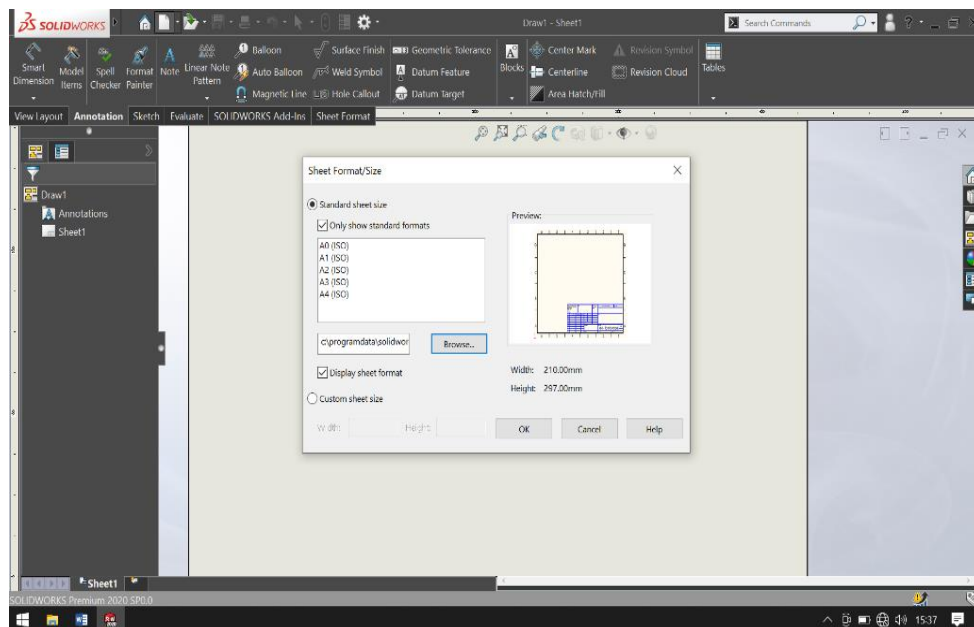 SOLIDWORKS
Draw1 - Sheet1
Search Commands
Smart Dimension
Model Items
Spell Checker
Format Painter
Note
Linear Note Pattern
Balloon
Auto Balloon
Magnetic Line
Surface Finish
Weld Symbol
Hole Callout
Geometric Tolerance
Datum Feature
Datum Target
Blocks
Center Mark
Centerline
Area Hatch/Fill
Revision Symbol
Revision Cloud
Tables
View Layout Annotation Sketch Evaluate SOLIDWORKS Add-Ins Sheet Format
Draw1
Annotations
Sheet1
Sheet Format/Size
Standard sheet size
Only show standard formats
A0 (ISO)
A1 (ISO)
A2 (ISO)
A3 (ISO)
A4 (ISO)
c:\programdata\solidwor
Browse..
Display sheet format
Custom sheet size
Width:
Height:
Preview:
Width: 210.00mm
Height: 297.00mm
OK Cancel Help
Sheet1
SOLIDWORKS Premium 2020 SP0.0
15:37